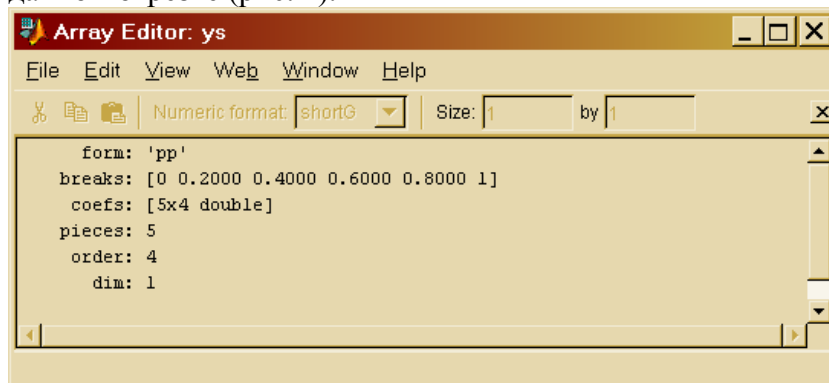 Array Editor: ys
File Edit View Web Window Help
Numeric format: shortG Size: 1 by 1
form: 'pp'
breaks: [0 0.2000 0.4000 0.6000 0.8000 1]
coefs: [5x4 double]
pieces: 5
order: 4
dim: 1